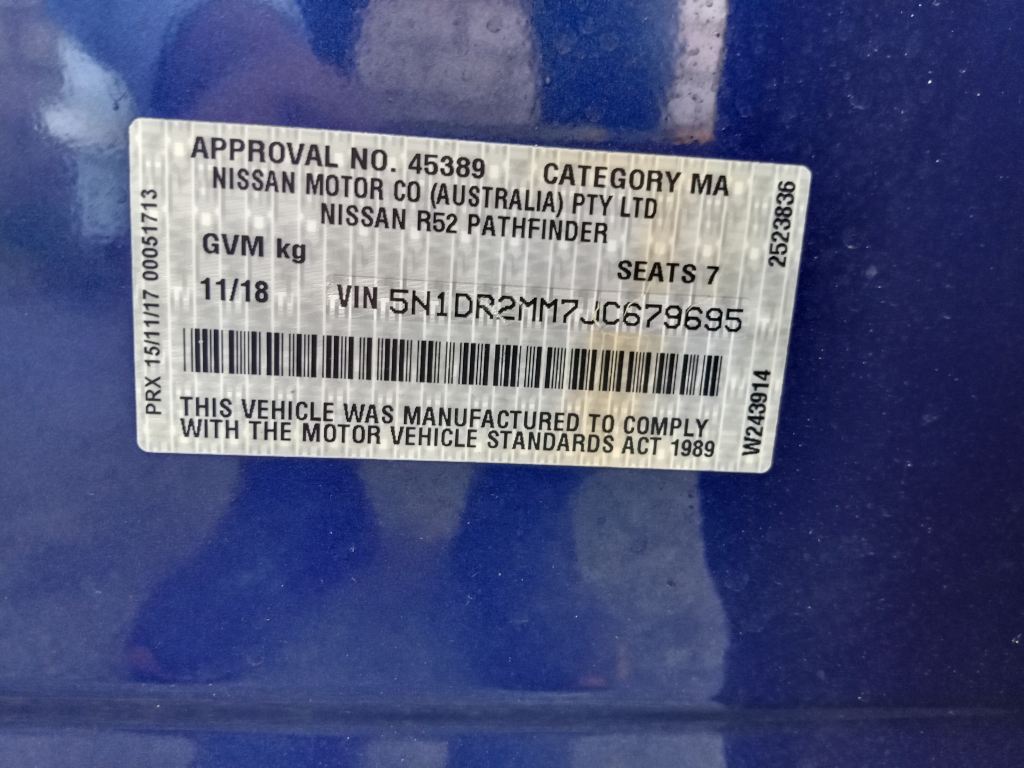 APPROVAL NO. 45389 CATEGORY MA
NISSAN MOTOR CO (AUSTRALIA) PTY LTD
NISSAN R52 PATHFINDER
GVM kg SEATS 7
11/18 VIN 5N1DR2MM7JC679695
THIS VEHICLE WAS MANUFACTURED TO COMPLY
WITH THE MOTOR VEHICLE STANDARDS ACT 1989
PRX 15/11/17 00051713
2523836
W243914